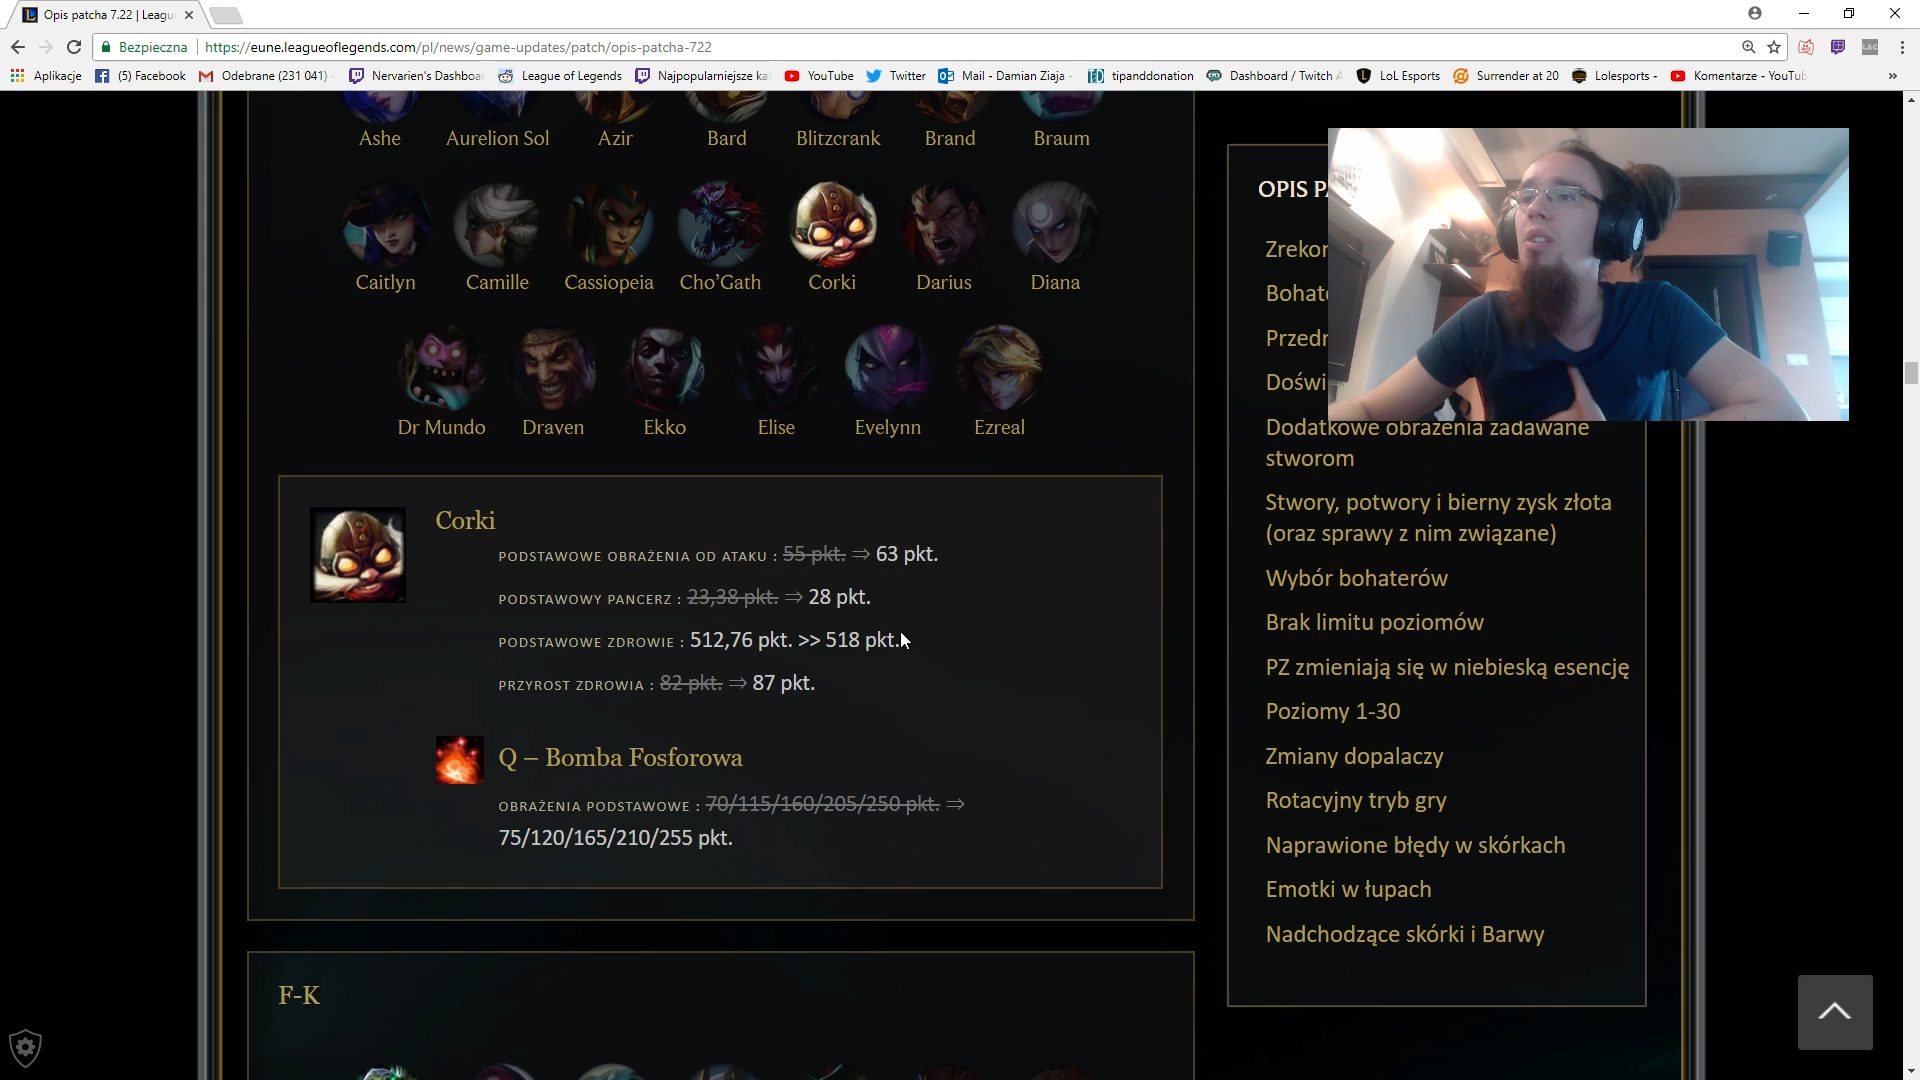 Opis patcha 7.22 | Leagu
Bezpieczna
https://eune.leagueoflegends.com/pl/news/game-updates/patch/opis-patcha-722
Aplikacje
(5) Facebook
Odebrane (231 041)
Nervarien's Dashboa
League of Legends
Najpopularniejsze ka
YouTube
Twitter
Mail - Damian Ziaja -
tipanddonation
Dashboard / Twitch A
LoL Esports
Surrender at 20
Lolesports -
Komentarze - YouTub
»
Ashe
Aurelion Sol
Azir
Bard
Blitzcrank
Brand
Braum
Caitlyn
Camille
Cassiopeia
Cho'Gath
Corki
Darius
Diana
Dr Mundo
Draven
Ekko
Elise
Evelynn
Ezreal
Corki
PODSTAWOWE OBRAŻENIA OD ATAKU : 55 pkt. ⇒ 63 pkt.
PODSTAWOWY PANCERZ : 23,38 pkt. ⇒ 28 pkt.
PODSTAWOWE ZDROWIE : 512,76 pkt. >> 518 pkt.
PRZYROST ZDROWIA : 82 pkt. ⇒ 87 pkt.
Q – Bomba Fosforowa
OBRAŻENIA PODSTAWOWE : 70/115/160/205/250 pkt. ⇒
75/120/165/210/255 pkt.
F-K
OPIS PA
Zrekon
Bohate
Przedm
Doświ
Dodatkowe obrażenia zadawane
stworom
Stwory, potwory i bierny zysk złota
(oraz sprawy z nim związane)
Wybór bohaterów
Brak limitu poziomów
PZ zmieniają się w niebieską esencję
Poziomy 1-30
Zmiany dopalaczy
Rotacyjny tryb gry
Naprawione błędy w skórkach
Emotki w łupach
Nadchodzące skórki i Barwy